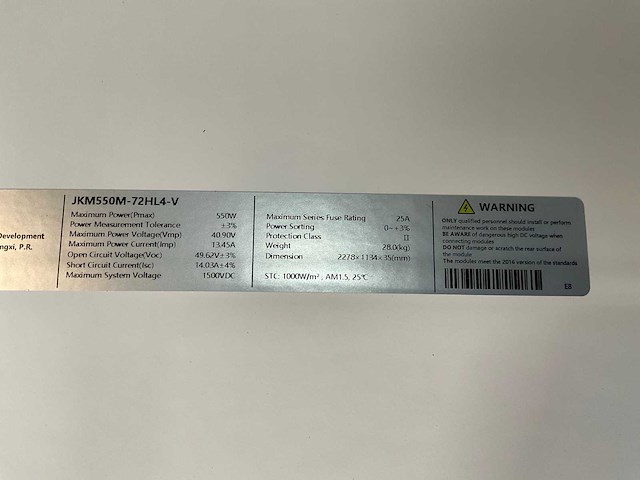 Development
ngxi, P.R.
JKM550M-72HL4-V
Maximum Power(Pmax) 550W
Power Measurement Tolerance ±3%
Maximum Power Voltage(Vmp) 40.90V
Maximum Power Current(Imp) 13.45A
Open Circuit Voltage(Voc) 49.62V±3%
Short Circuit Current(Isc) 14.03A±4%
Maximum System Voltage 1500VDC
Maximum Series Fuse Rating 25A
Power Sorting 0~+3%
Protection Class II
Weight 28.0(kg)
Dimension 2278×1134×35(mm)
STC: 1000W/m², AM1.5, 25℃
WARNING
ONLY qualified personnel should install or perform
maintenance work on these modules
BE AWARE of dangerous high DC voltage when
connecting modules
DO NOT damage or scratch the rear surface of
the module
The modules meet the 2016 version of the standards
EB